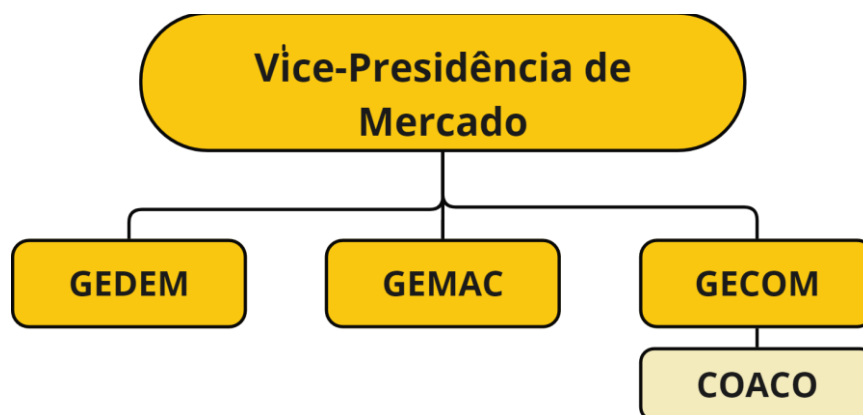 Vice-Presidência de
Mercado
GEDEM
GEMAC
GECOM
COACO